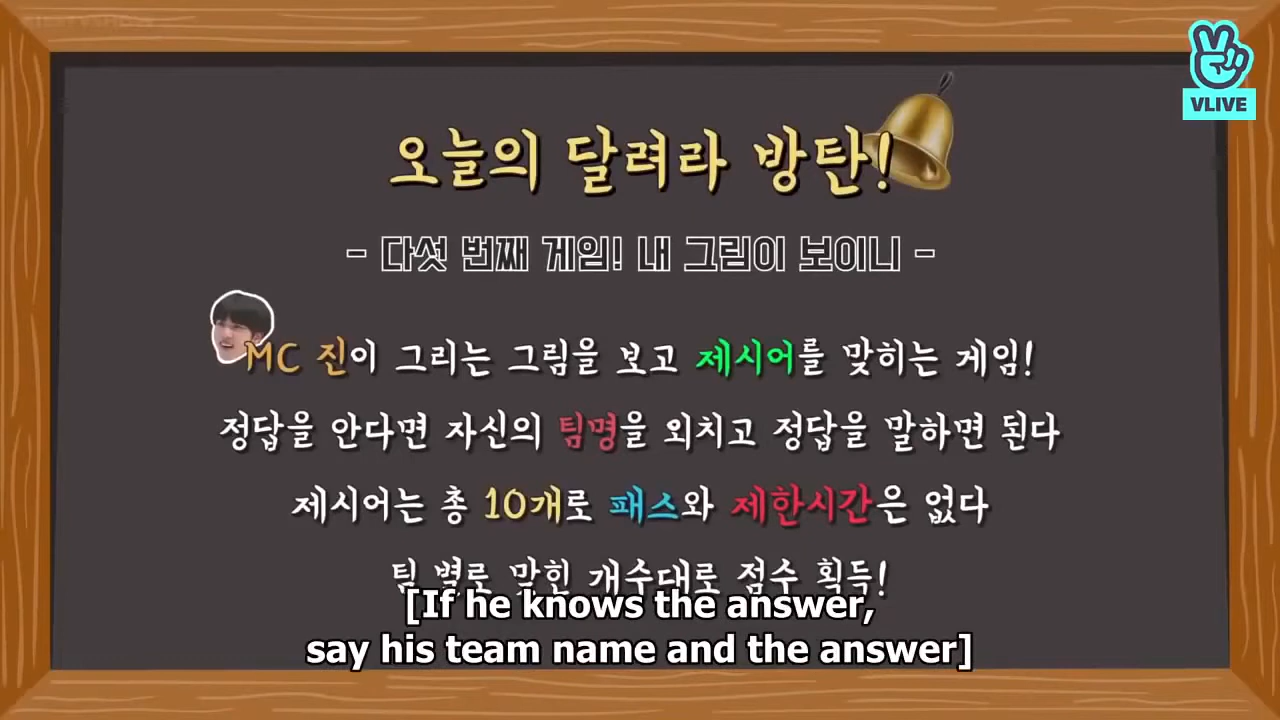 VLIVE
오늘의 달려라 방탄!
- 다섯 번째 게임! 내 그림이 보이니 -
MC 진이 그리는 그림을 보고 제시어를 맞히는 게임!
정답을 안다면 자신의 팀명을 외치고 정답을 말하면 된다
제시어는 총 10개로 패스와 제한시간은 없다
팀 별로 맞힌 개수대로 점수 획득!
[If he knows the answer,
say his team name and the answer]